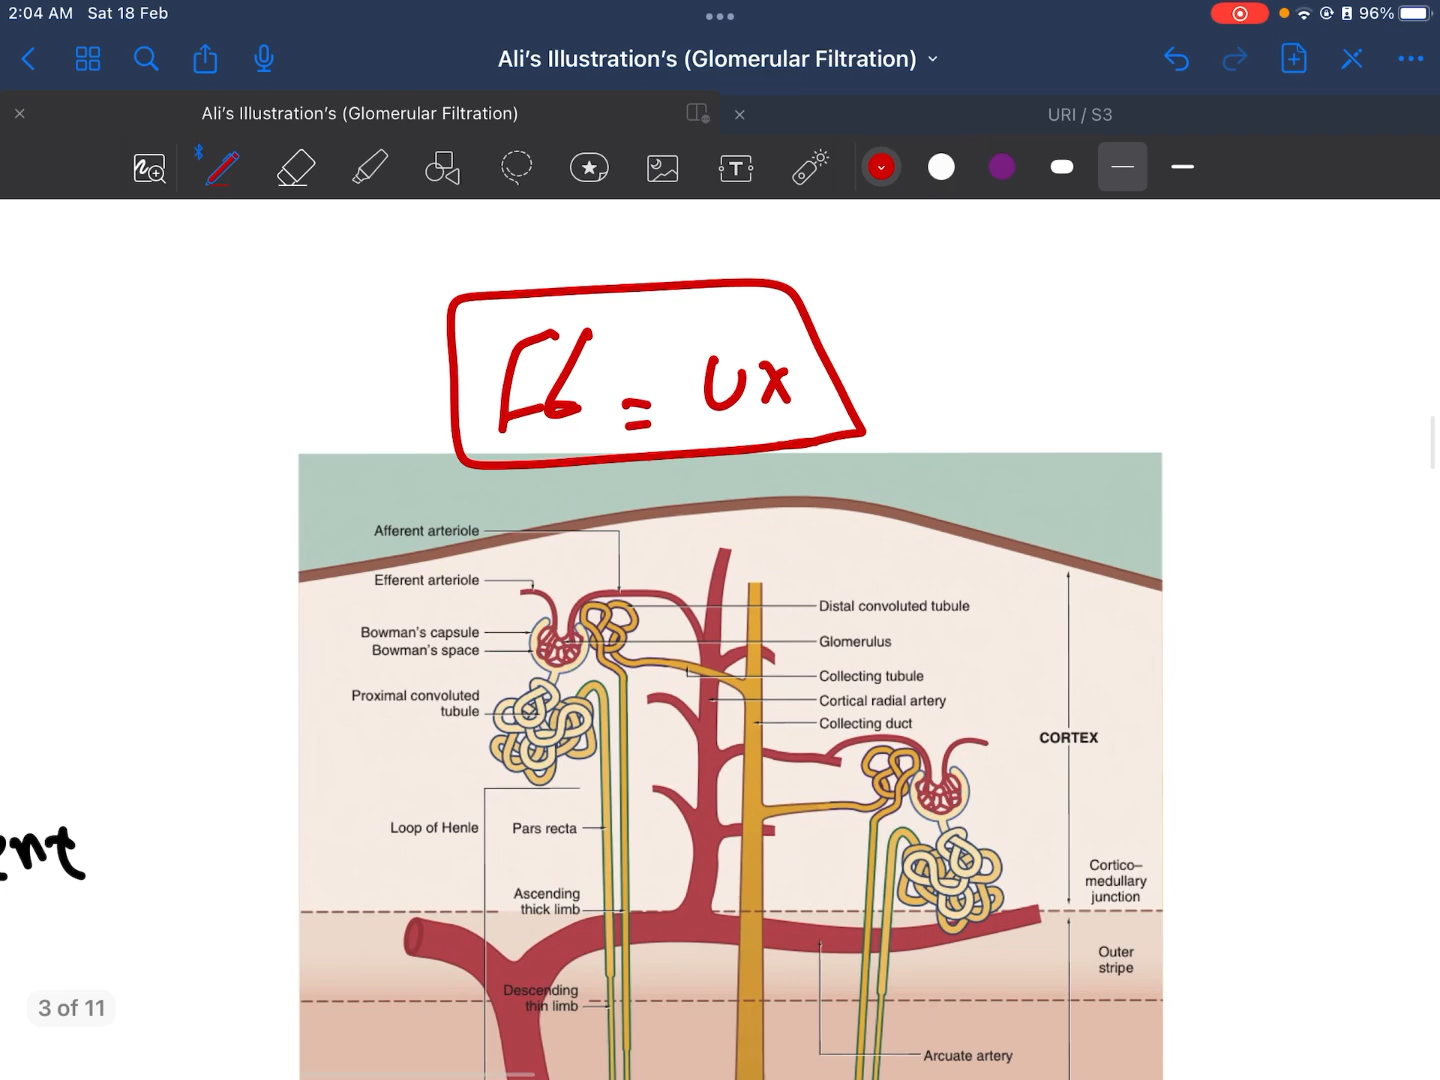 2:04 AM Sat 18 Feb
96%
Ali's Illustration's (Glomerular Filtration)
Ali's Illustration's (Glomerular Filtration)
URI / S3
T
= Ux
Afferent arteriole
Efferent arteriole
Bowman's capsule
Bowman's space
Proximal convoluted
tubule
Distal convoluted tubule
Glomerulus
Collecting tubule
Cortical radial artery
Collecting duct
CORTEX
Loop of Henle
Pars recta
Ascending
thick limb
Cortico–
medullary
junction
Outer
stripe
Descending
thin limb
Arcuate artery
ent
3 of 11